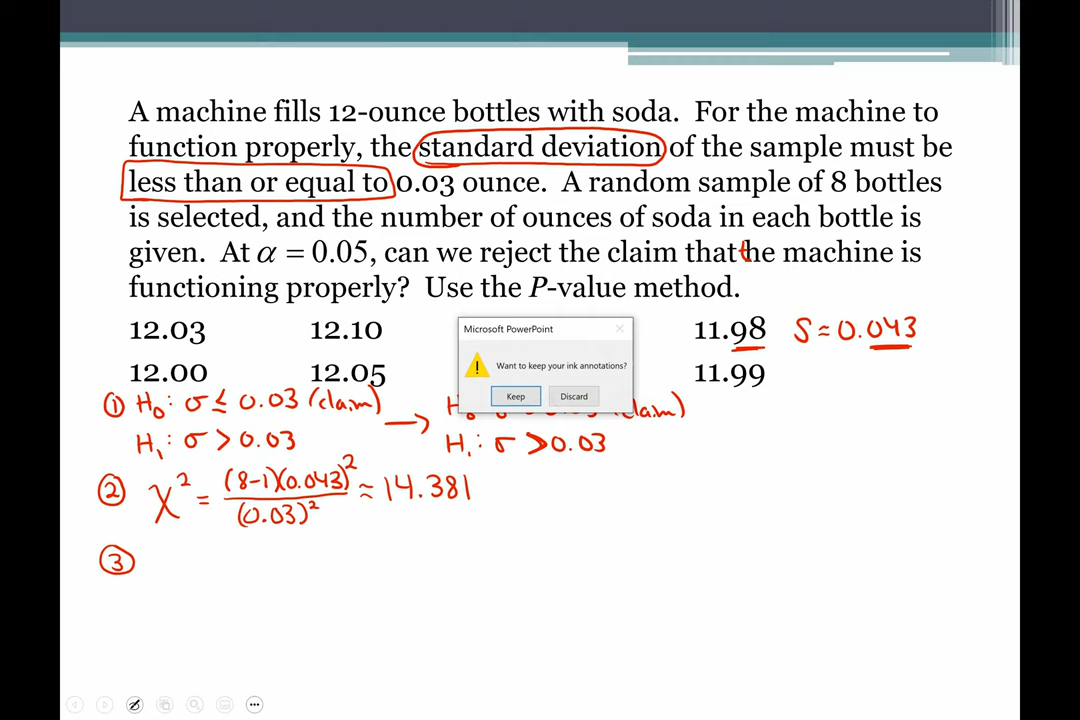 A machine fills 12-ounce bottles with soda. For the machine to
function properly, the standard deviation of the sample must be
less than or equal to 0.03 ounce. A random sample of 8 bottles
is selected, and the number of ounces of soda in each bottle is
given. At α = 0.05, can we reject the claim that the machine is
functioning properly? Use the P-value method.
12.03 12.10 11.98 S ≈ 0.043
12.00 12.05 11.99
Microsoft PowerPoint
Want to keep your ink annotations?
Keep Discard
① H₀: σ ≤ 0.03 (claim)
H₁: σ > 0.03
→ H₁: σ > 0.03
② χ² = (8-1)(0.043)² / (0.03)² ≈ 14.381
③